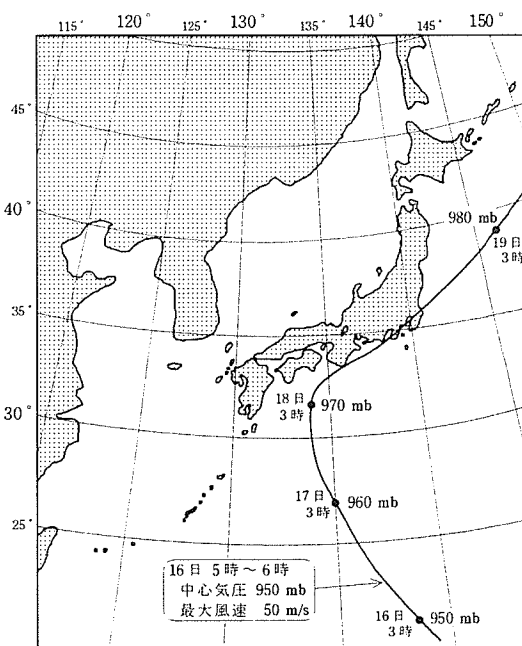 115° 120° 125° 130° 135° 140° 145° 150°
45°
40°
35°
30°
25°
980 mb
19日
3時
18日
3時
970 mb
17日
3時
960 mb
16日 5時～6時
中心気圧 950 mb
最大風速 50 m/s
16日
3時
950 mb